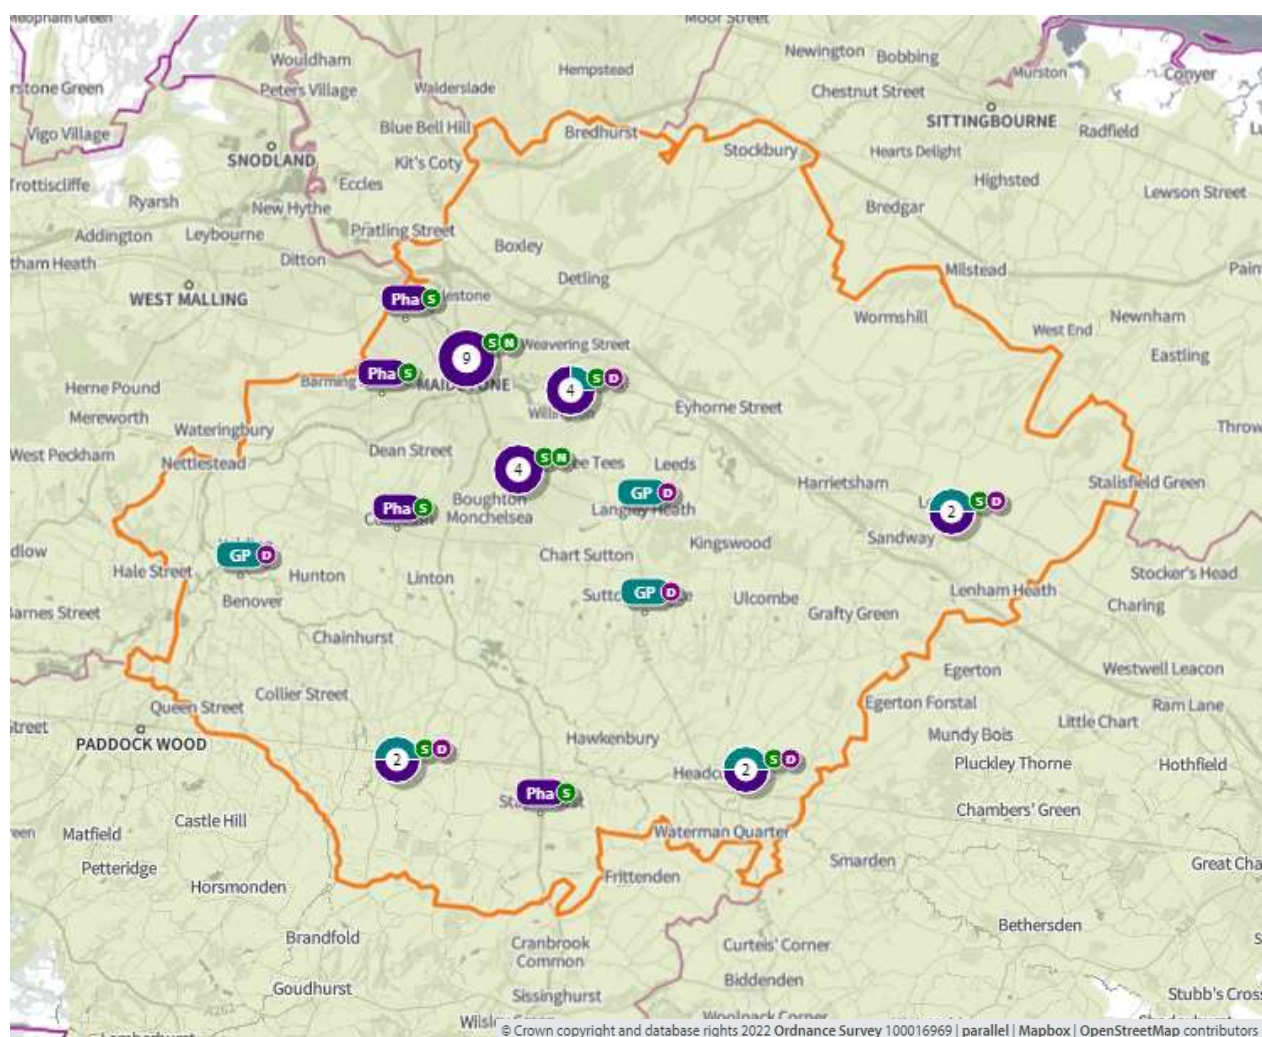 Meopham Green
Moor Street
Wouldham
Newington
Bobbing
Hempstead
Murston
Conyer
Peters Village
Walderslade
Chestnut Street
SITTINGBOURNE
Radfield
Vigo Village
Blue Bell Hill
Bredhurst
Stockbury
Hearts Delight
SNODLAND
Kit's Coty
Highsted
Trottiscliffe
Eccles
Lewson Street
Ryarsh
New Hythe
Bredgar
Addington
Leybourne
Pratling Street
Boxley
Ditton
Detling
Milstead
WEST MALLING
Pha S
Wormshill
West End
Newnham
9 S N
Weavering Street
Eastling
Herne Pound
Barming
Pha S
MAIDSTONE
4 S D
Mereworth
Eyhorne Street
Wateringbury
West Peckham
Nettlestead
Dean Street
4 S N
Leeds
Harrietsham
Stalisfield Green
GP D
Langley Heath
2 S D
Pha S
Boughton
Monchelsea
Sandway
GP D
Kingswood
Chart Sutton
Hale Street
Hunton
Linton
Stocker's Head
Benover
GP D
Ulcombe
Grafty Green
Lenham Heath
Charing
Chainhurst
Egerton
Westwell Leacon
Collier Street
Queen Street
Egerton Forstal
Ram Lane
Little Chart
PADDOCK WOOD
Hawkenbury
Mundy Bois
2 S D
2 S D
Pluckley Thorne
Hothfield
Pha S
Chambers' Green
Castle Hill
Matfield
Waterman Quarter
Petteridge
Smarden
Horsmonden
Frittenden
Bethersden
Brandfold
Cranbrook
Common
Curteis' Corner
Biddenden
Goudhurst
Sissinghurst
Stubb's Cross
A262
Woolpack Corner
© Crown copyright and database rights 2022 Ordnance Survey 100016969 | parallel | Mapbox | OpenStreetMap contributors